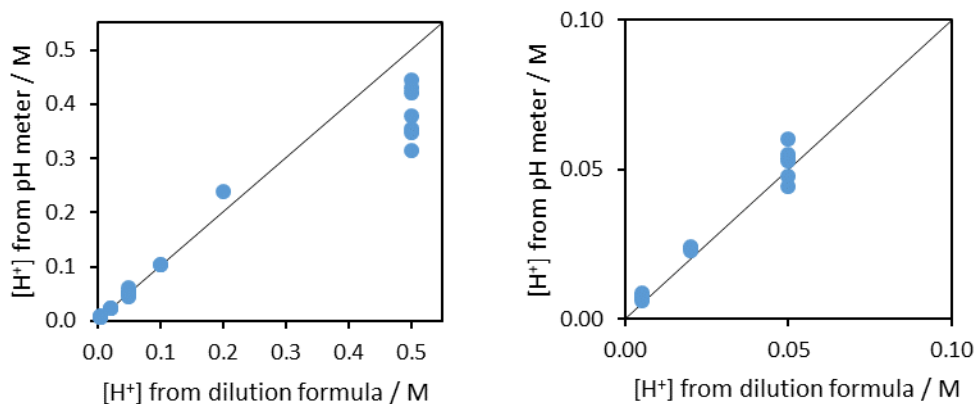 [H⁺] from pH meter / M
0.5
0.4
0.3
0.2
0.1
0.0
0.0 0.1 0.2 0.3 0.4 0.5
[H⁺] from dilution formula / M
[H⁺] from pH meter / M
0.10
0.05
0.00
0.00 0.05 0.10
[H⁺] from dilution formula / M